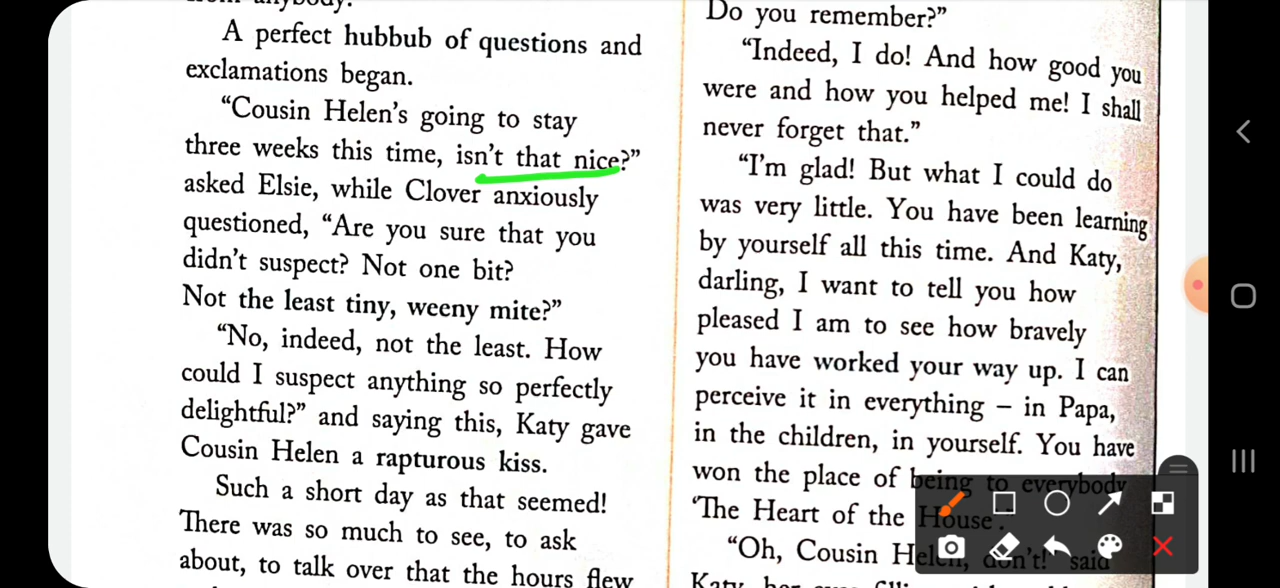 A perfect hubbub of questions and
exclamations began.
“Cousin Helen’s going to stay
three weeks this time, isn’t that nice?”
asked Elsie, while Clover anxiously
questioned, “Are you sure that you
didn’t suspect? Not one bit?
Not the least tiny, weeny mite?”
“No, indeed, not the least. How
could I suspect anything so perfectly
delightful?” and saying this, Katy gave
Cousin Helen a rapturous kiss.
Such a short day as that seemed!
There was so much to see, to ask
about, to talk over that the hours flew
Do you remember?”
“Indeed, I do! And how good you
were and how you helped me! I shall
never forget that.”
“I’m glad! But what I could do
was very little. You have been learning
by yourself all this time. And Katy,
darling, I want to tell you how
pleased I am to see how bravely
you have worked your way up. I can
perceive it in everything – in Papa,
in the children, in yourself. You have
won the place of being to everybody
‘The Heart of the House’.
“Oh, Cousin Helen, don’t!” said
Katy, her eyes